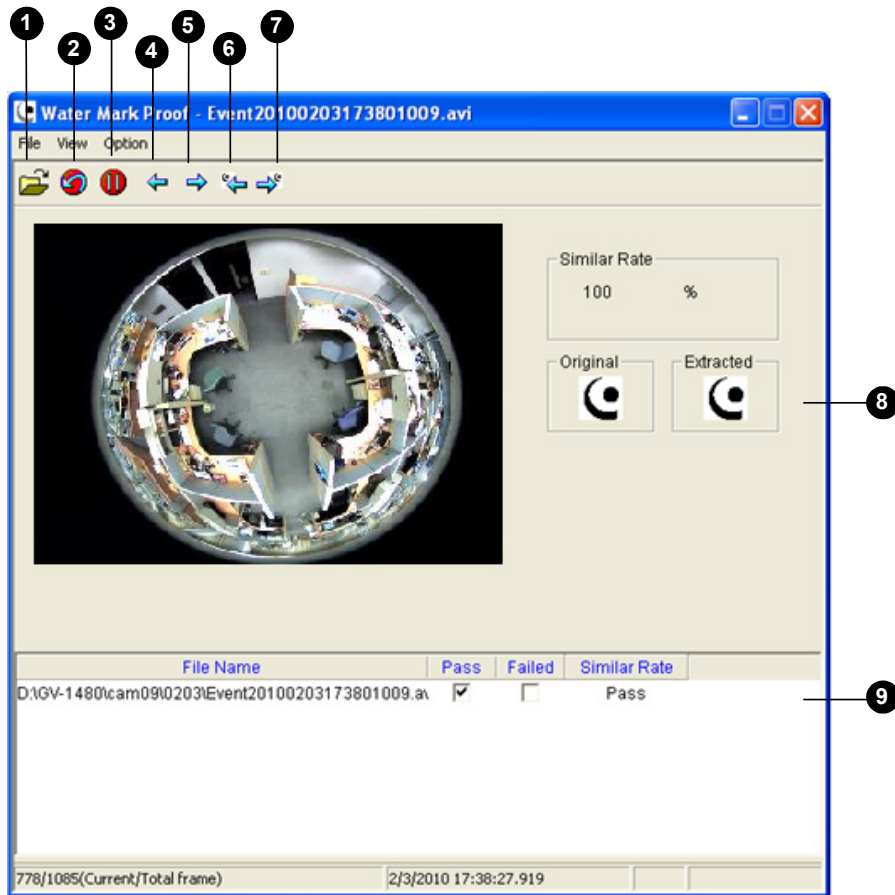 1
2
3
4
5
6
7
Water Mark Proof - Event20100203173801009.avi
File View Option
Similar Rate
100 %
Original Extracted
8
File Name Pass Failed Similar Rate
D:\GV-1480\cam09\0203\Event20100203173801009.av Pass
9
778/1085(Current/Total frame) 2/3/2010 17:38:27.919